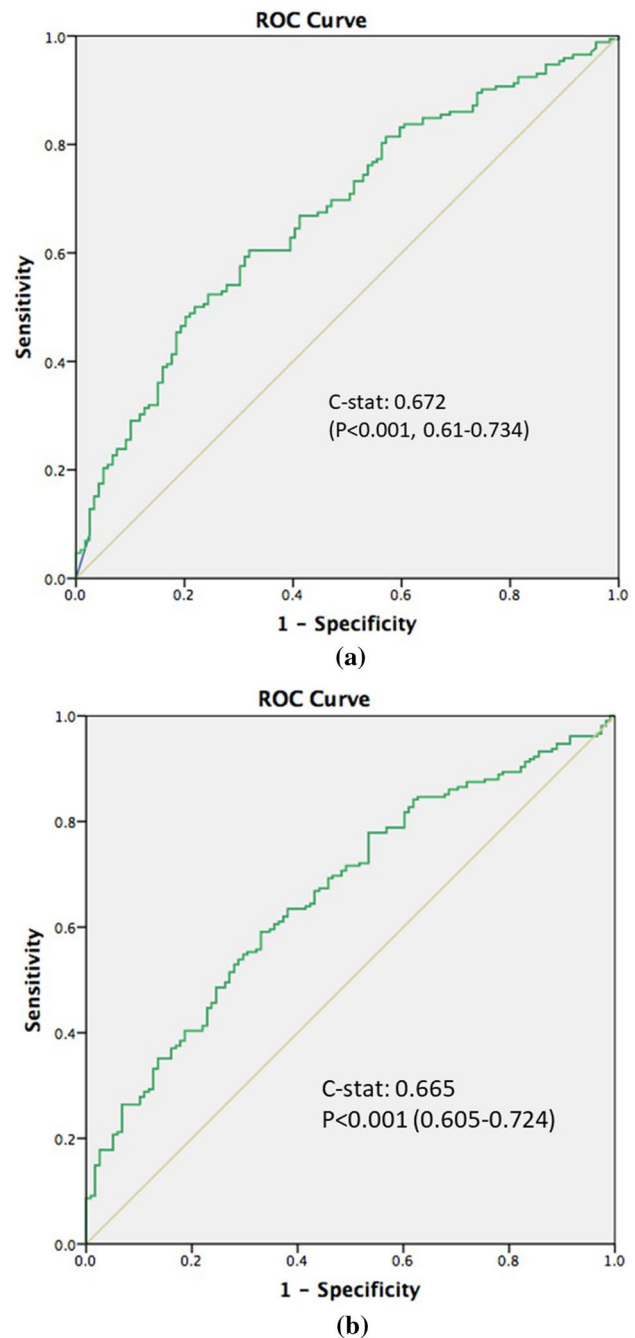 ROC Curve
1.0
0.8
0.6
0.4
0.2
0.0
Sensitivity
C-stat: 0.672
(P<0.001, 0.61-0.734)
0.0 0.2 0.4 0.6 0.8 1.0
1 - Specificity
(a)
ROC Curve
1.0
0.8
0.6
0.4
0.2
0.0
Sensitivity
C-stat: 0.665
P<0.001 (0.605-0.724)
0.0 0.2 0.4 0.6 0.8 1.0
1 - Specificity
(b)